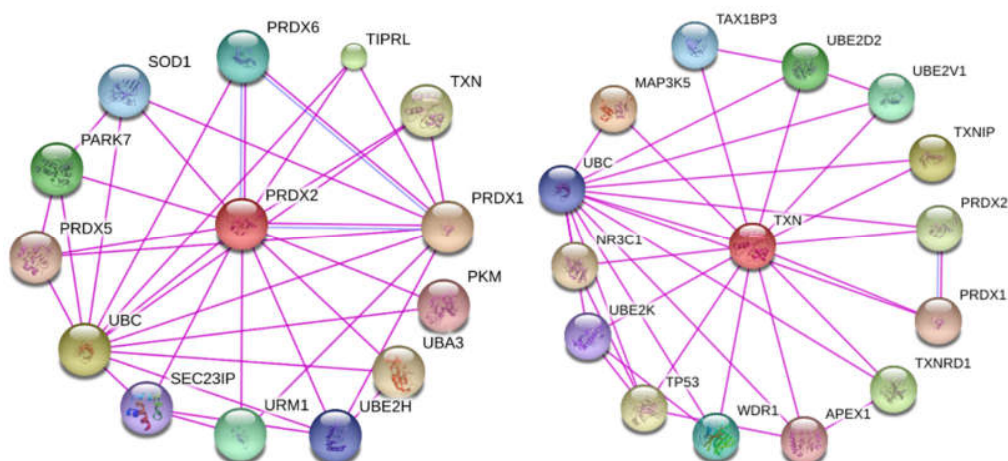 PRDX6
TIPRL
SOD1
TXN
PARK7
PRDX2
PRDX1
PRDX5
PKM
UBC
UBA3
SEC23IP
URM1
UBE2H
TAX1BP3
UBE2D2
MAP3K5
UBE2V1
TXNIP
UBC
PRDX2
TXN
NR3C1
PRDX1
UBE2K
TXNRD1
TP53
WDR1
APEX1